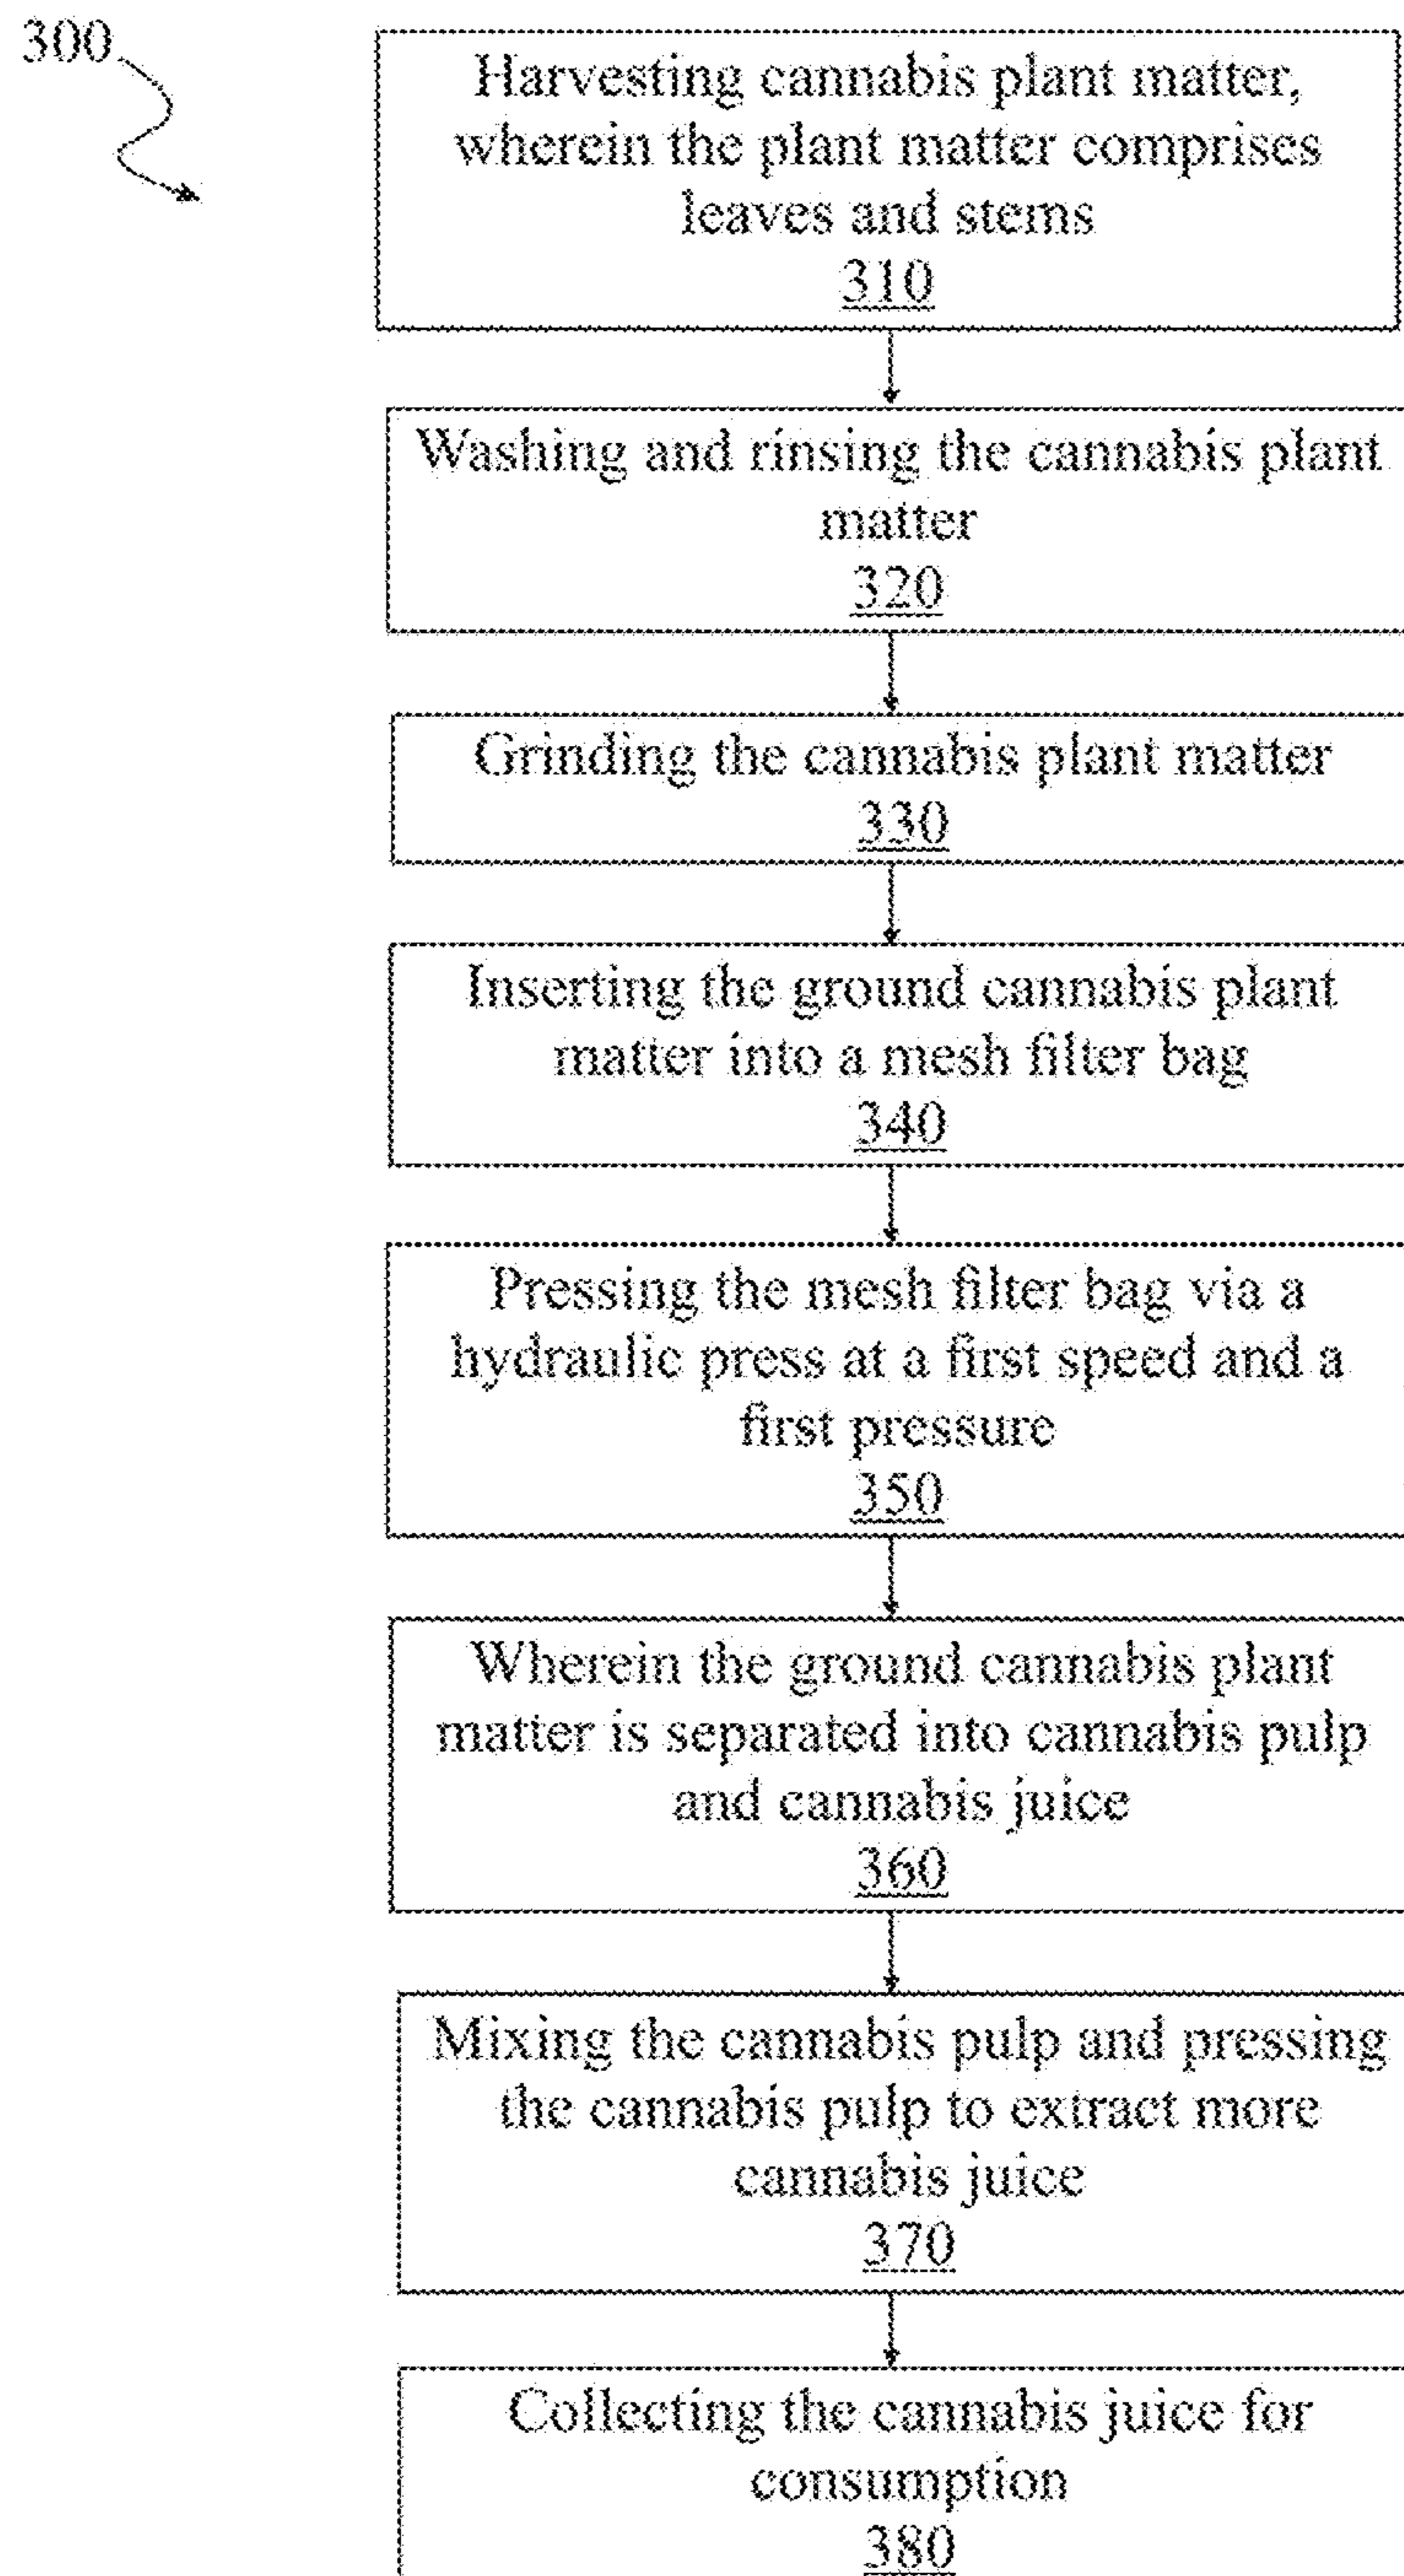 300
Harvesting cannabis plant matter,
wherein the plant matter comprises
leaves and stems
310
Washing and rinsing the cannabis plant
matter
320
Grinding the cannabis plant matter
330
Inserting the ground cannabis plant
matter into a mesh filter bag
340
Pressing the mesh filter bag via a
hydraulic press at a first speed and a
first pressure
350
Wherein the ground cannabis plant
matter is separated into cannabis pulp
and cannabis juice
360
Mixing the cannabis pulp and pressing
the cannabis pulp to extract more
cannabis juice
370
Collecting the cannabis juice for
consumption
380